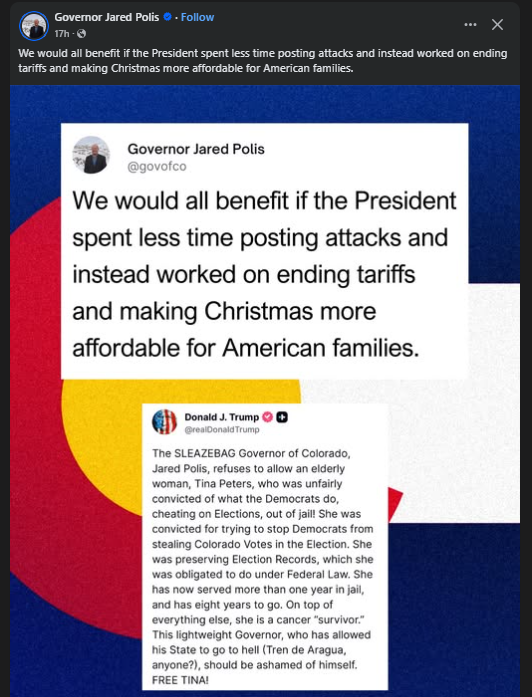 Governor Jared Polis · Follow
17h ·
We would all benefit if the President spent less time posting attacks and instead worked on ending
tariffs and making Christmas more affordable for American families.
Governor Jared Polis
@govofco
We would all benefit if the President
spent less time posting attacks and
instead worked on ending tariffs
and making Christmas more
affordable for American families.
Donald J. Trump
@realDonaldTrump
The SLEAZEBAG Governor of Colorado,
Jared Polis, refuses to allow an elderly
woman, Tina Peters, who was unfairly
convicted of what the Democrats do,
cheating on Elections, out of jail! She was
convicted for trying to stop Democrats from
stealing Colorado Votes in the Election. She
was preserving Election Records, which she
was obligated to do under Federal Law. She
has now served more than one year in jail,
and has eight years to go. On top of
everything else, she is a cancer "survivor."
This lightweight Governor, who has allowed
his State to go to hell (Tren de Aragua,
anyone?), should be ashamed of himself.
FREE TINA!